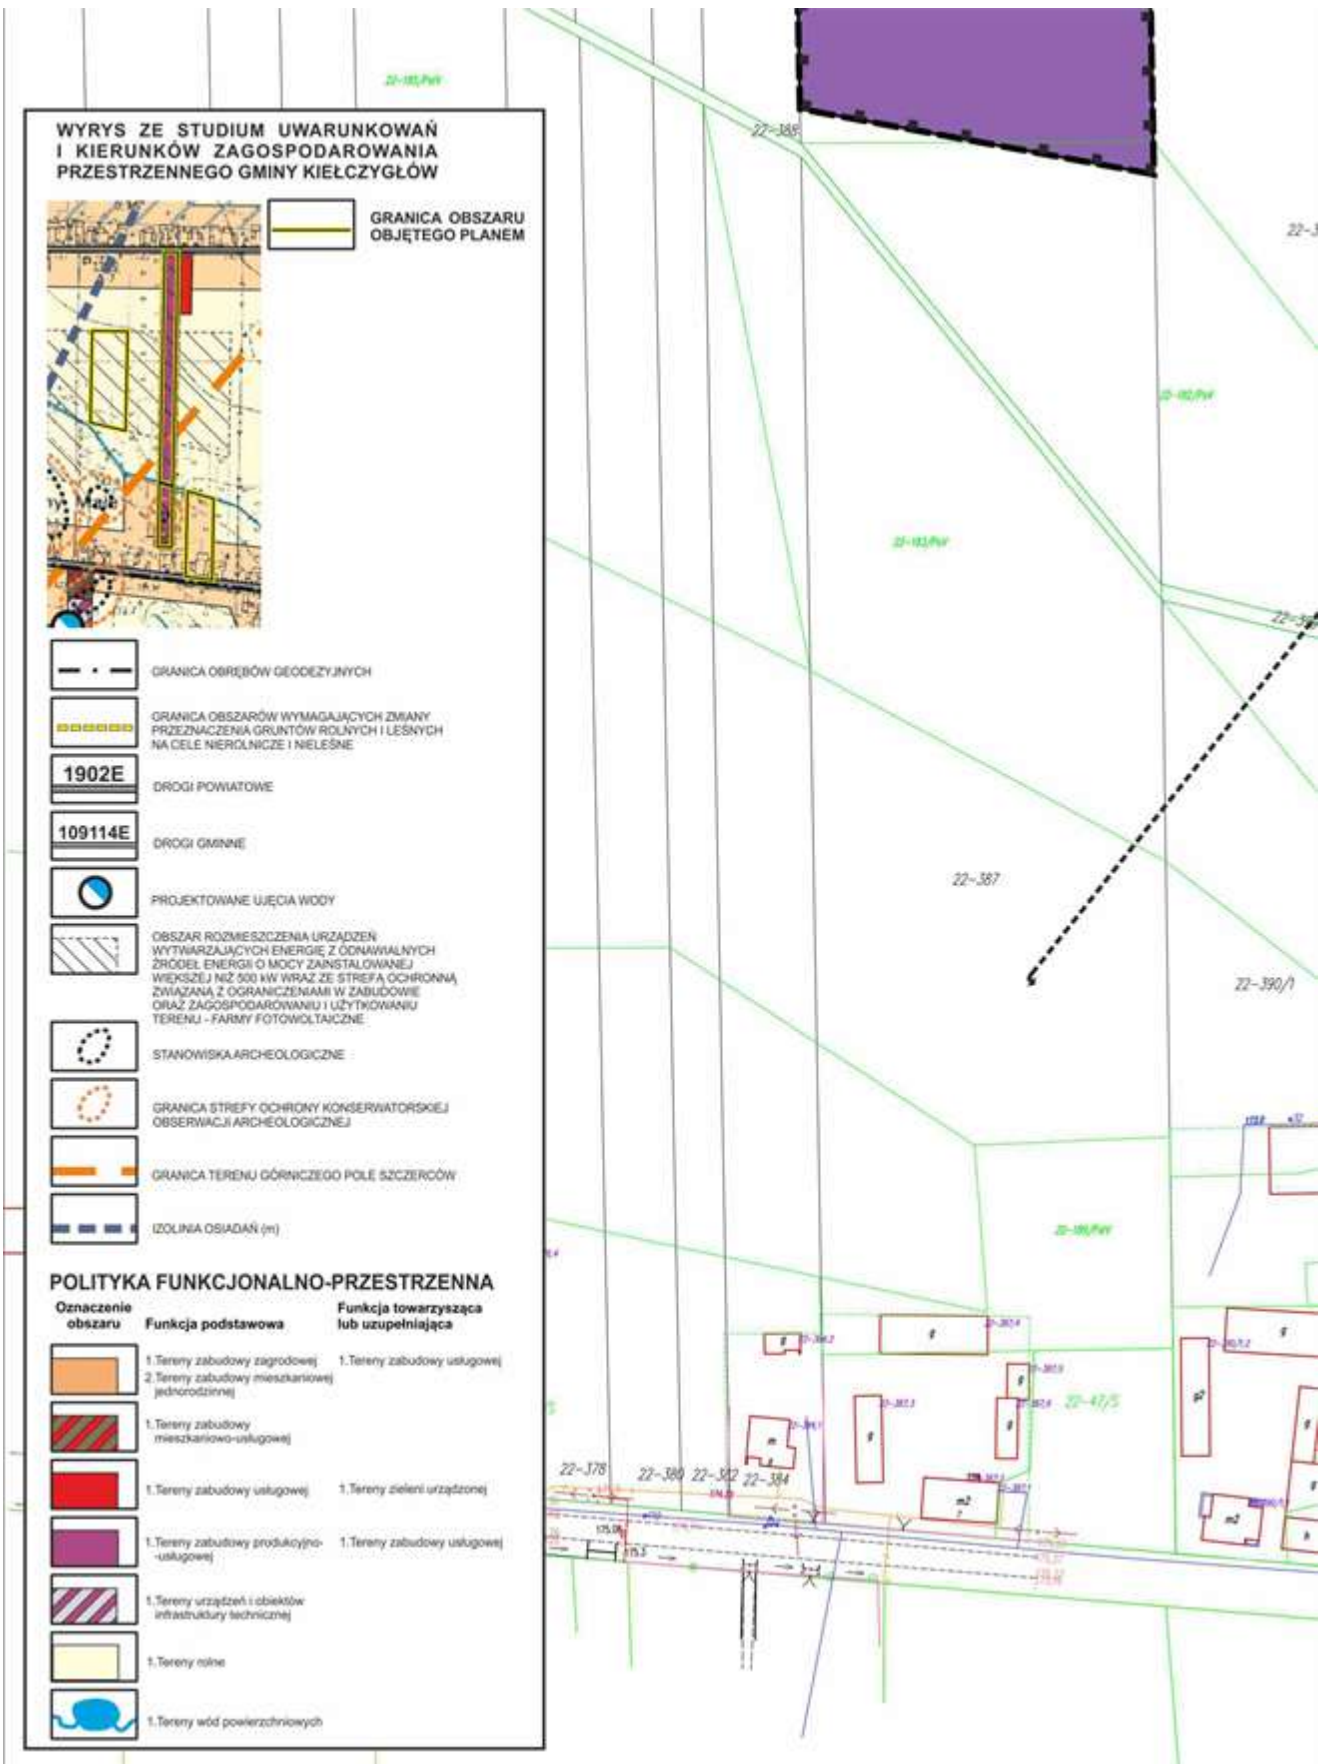 WYRYS ZE STUDIUM UWARUNKOWAŃ
I KIERUNKÓW ZAGOSPODAROWANIA
PRZESTRZENNEGO GMINY KIEŁCZYGŁÓW
GRANICA OBSZARU
OBJĘTEGO PLANEM
GRANICA OBRĘBÓW GEODEZYJNYCH
GRANICA OBSZARÓW WYMAGAJĄCYCH ZMIANY
PRZEZNACZENIA GRUNTÓW ROLNYCH I LEŚNYCH
NA CELE NIEROLNICZE I NIELEŚNE
1902E
DROGI POWIATOWE
109114E
DROGI GMINNE
PROJEKTOWANE UJĘCIA WODY
OBSZAR ROZMIESZCZENIA URZĄDZEŃ
WYTWARZAJĄCYCH ENERGIĘ Z ODNAWIALNYCH
ŹRÓDEŁ ENERGII O MOCY ZAINSTALOWANEJ
WIĘKSZEJ NIŻ 500 kW WRAZ ZE STREFĄ OCHRONNĄ
ZWIĄZANĄ Z OGRANICZENIAMI W ZABUDOWIE
ORAZ ZAGOSPODAROWANIU I UŻYTKOWANIU
TERENU - FARMY FOTOWOLTAICZNE
STANOWISKA ARCHEOLOGICZNE
GRANICA STREFY OCHRONY KONSERWATORSKIEJ
OBSERWACJI ARCHEOLOGICZNEJ
GRANICA TERENU GÓRNICZEGO POLE SZCZERCÓW
IZOLINIA OSIADAŃ (m)
POLITYKA FUNKCJONALNO-PRZESTRZENNA
Oznaczenie
obszaru
Funkcja podstawowa
Funkcja towarzysząca
lub uzupełniająca
1.Tereny zabudowy zagrodowej
2.Tereny zabudowy mieszkaniowej
jednorodzinnej
1.Tereny zabudowy usługowej
1.Tereny zabudowy
mieszkaniowo-usługowej
1.Tereny zabudowy usługowej
1.Tereny zieleni urządzonej
1.Tereny zabudowy produkcyjno-
-usługowej
1.Tereny zabudowy usługowej
1.Tereny urządzeń i obiektów
infrastruktury technicznej
1.Tereny rolne
1.Tereny wód powierzchniowych
22-388
22-387
22-390/1
22-47/5
22-378
22-380
22-382
22-384
m
g
g
g
g
g
m2
g2
g
m2
g
h
175.5